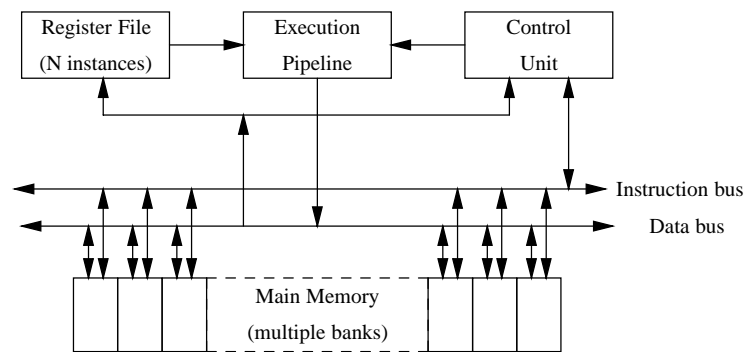 Register File
(N instances)
Execution
Pipeline
Control
Unit
Instruction bus
Data bus
Main Memory
(multiple banks)